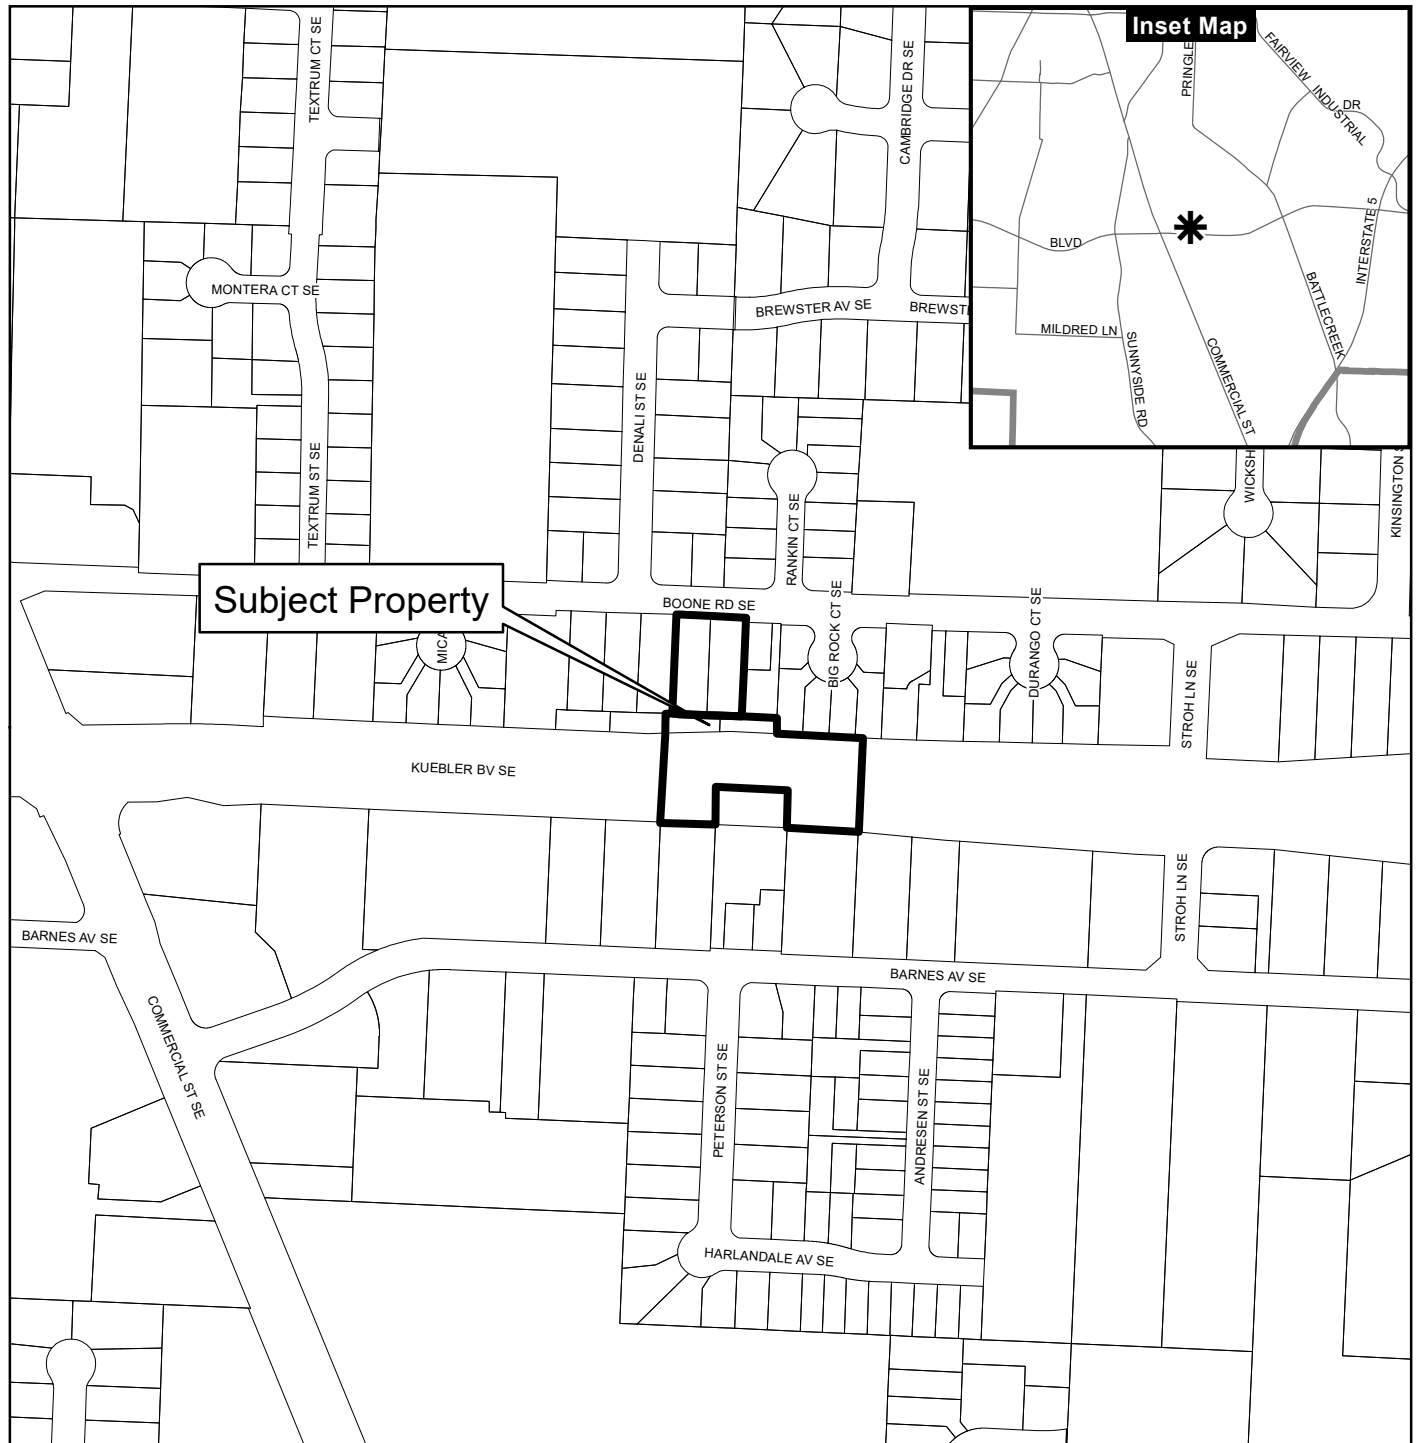 TEXTRUM CT SE
CAMBRIDGE DR SE
Inset Map
PRINGLE
FAIRVIEW INDUSTRIAL
DR
BLVD
INTERSTATE 5
BATTLECREEK
MILDRED LN
SUNNYSIDE RD
COMMERCIAL ST
MONTERA CT SE
BREWSTER AV SE
BREWST
DENALI ST SE
TEXTRUM ST SE
RANKIN CT SE
WICKSH
KINSINGTON S
Subject Property
BOONE RD SE
MICA
BIG ROCK CT SE
DURANGO CT SE
STROH LN SE
KUEBLER BV SE
STROH LN SE
BARNES AV SE
BARNES AV SE
COMMERCIAL ST SE
PETERSON ST SE
ANDRESEN ST SE
HARLANDALE AV SE